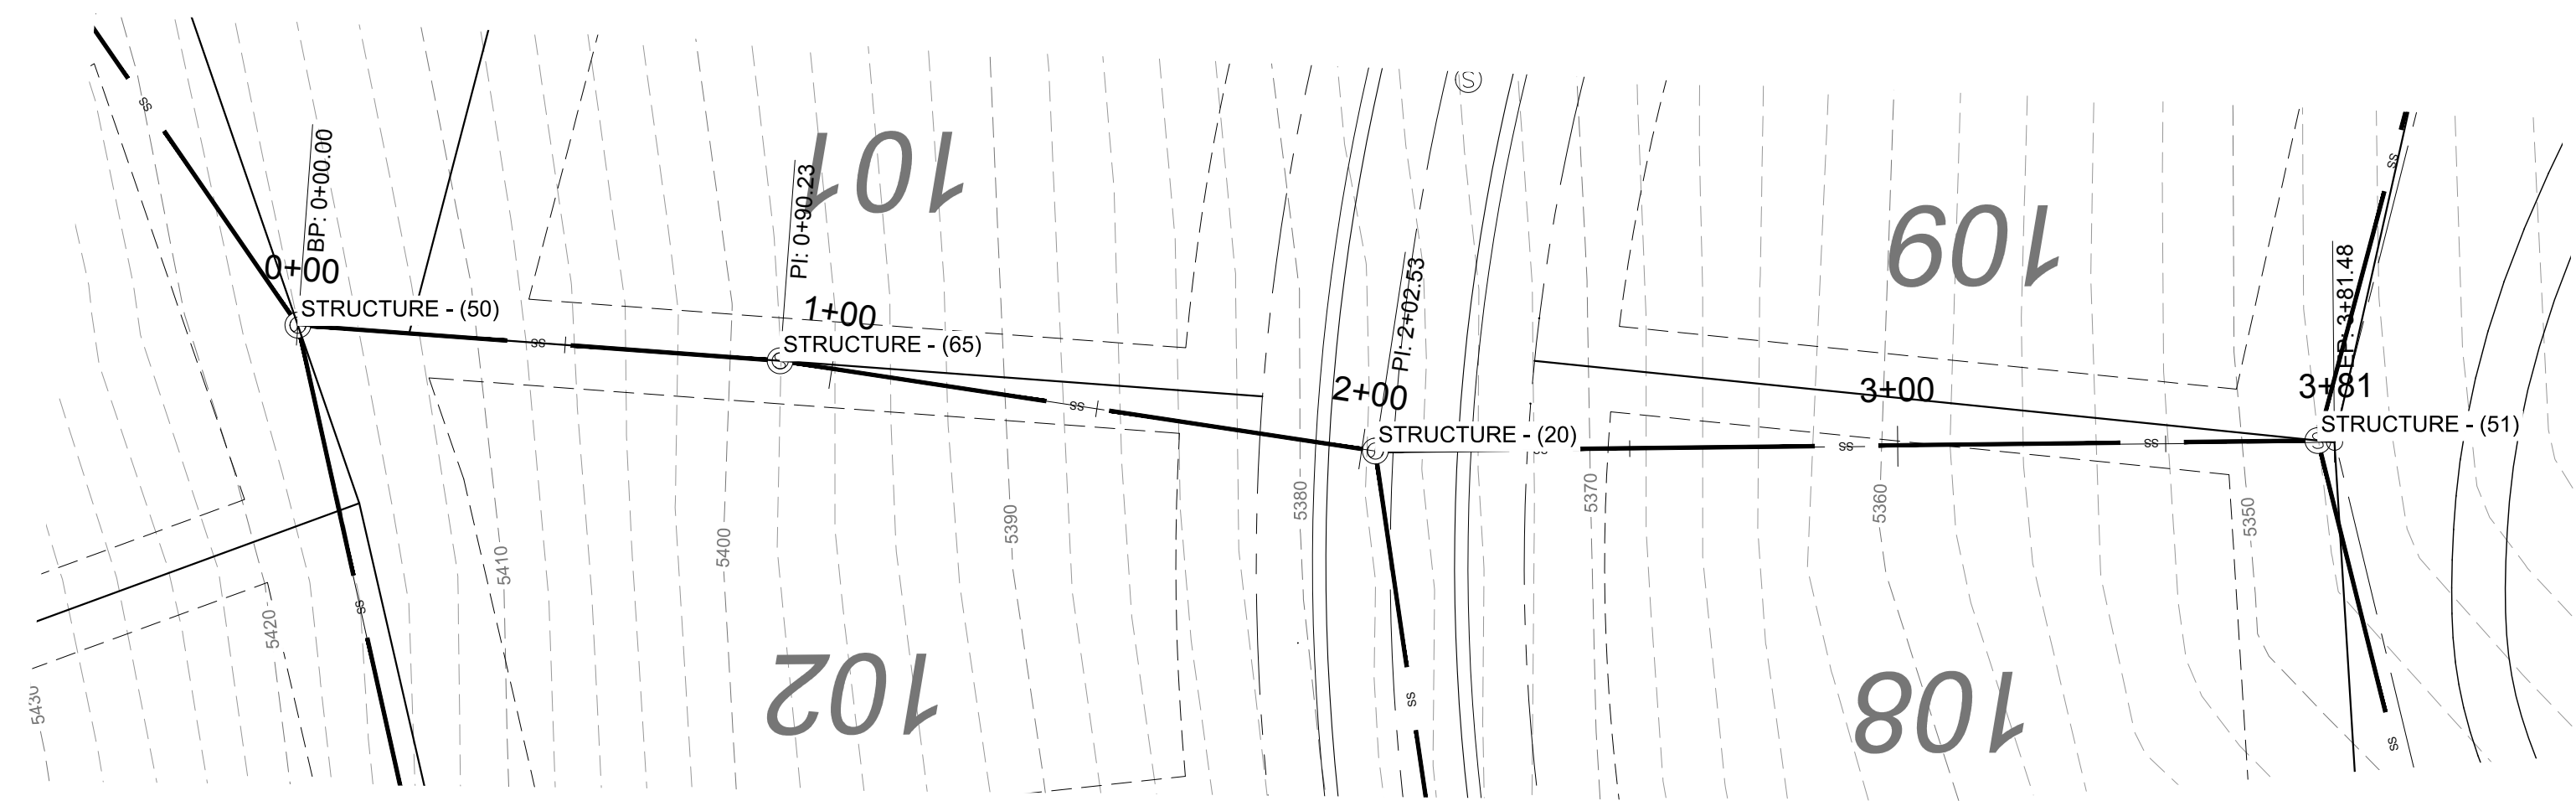 S
SS
SS
BP: 0+00.00
101
PI: 0+90.23
109
0+00
STRUCTURE - (50)
1+00
SS
STRUCTURE - (65)
PI: 2+02.53
EP: 3+81.48
2+00
3+00
3+81
SS
STRUCTURE - (20)
STRUCTURE - (51)
SS
SS
5380
5370
5360
5350
5390
5400
5410
SS
5420
5430
102
108
SS
SS